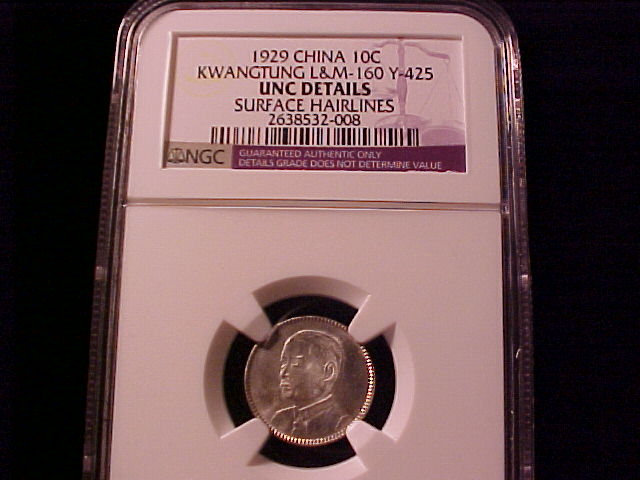 1929 CHINA 10C
KWANGTUNG L&M-160 Y-425
UNC DETAILS
SURFACE HAIRLINES
2638532-008
NGC
GUARANTEED AUTHENTIC ONLY
DETAILS GRADE DOES NOT DETERMINE VALUE